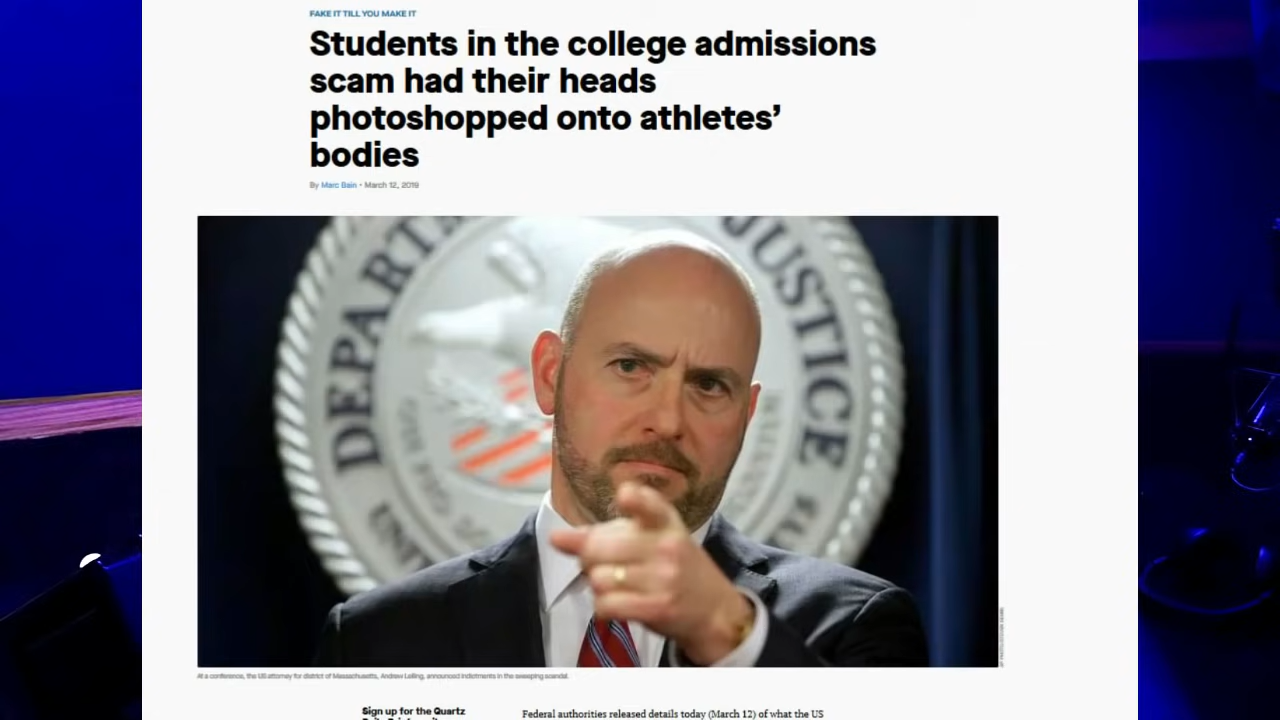 FAKE IT TILL YOU MAKE IT
Students in the college admissions
scam had their heads
photoshopped onto athletes’
bodies
By Marc Bain • March 12, 2019
DEPARTM
JUSTICE
At a conference, the US attorney for district of Massachusetts, Andrew Lelling, announced indictments in the sweeping scandal.
Sign up for the Quartz
Federal authorities released details today (March 12) of what the US